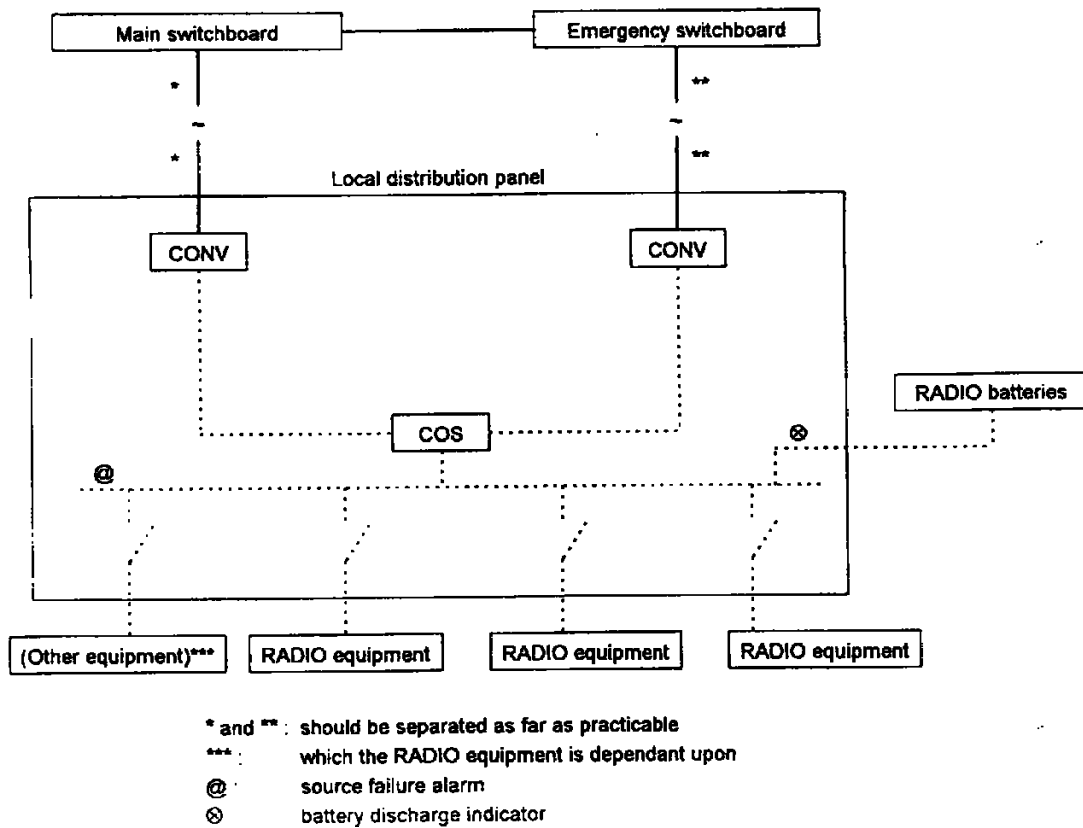 Main switchboard
Emergency switchboard
*
**
~
~
*
**
Local distribution panel
CONV
CONV
RADIO batteries
COS
⊗
@
(Other equipment)***
RADIO equipment
RADIO equipment
RADIO equipment
* and ** : should be separated as far as practicable
*** : which the RADIO equipment is dependant upon
@ source failure alarm
⊗ battery discharge indicator